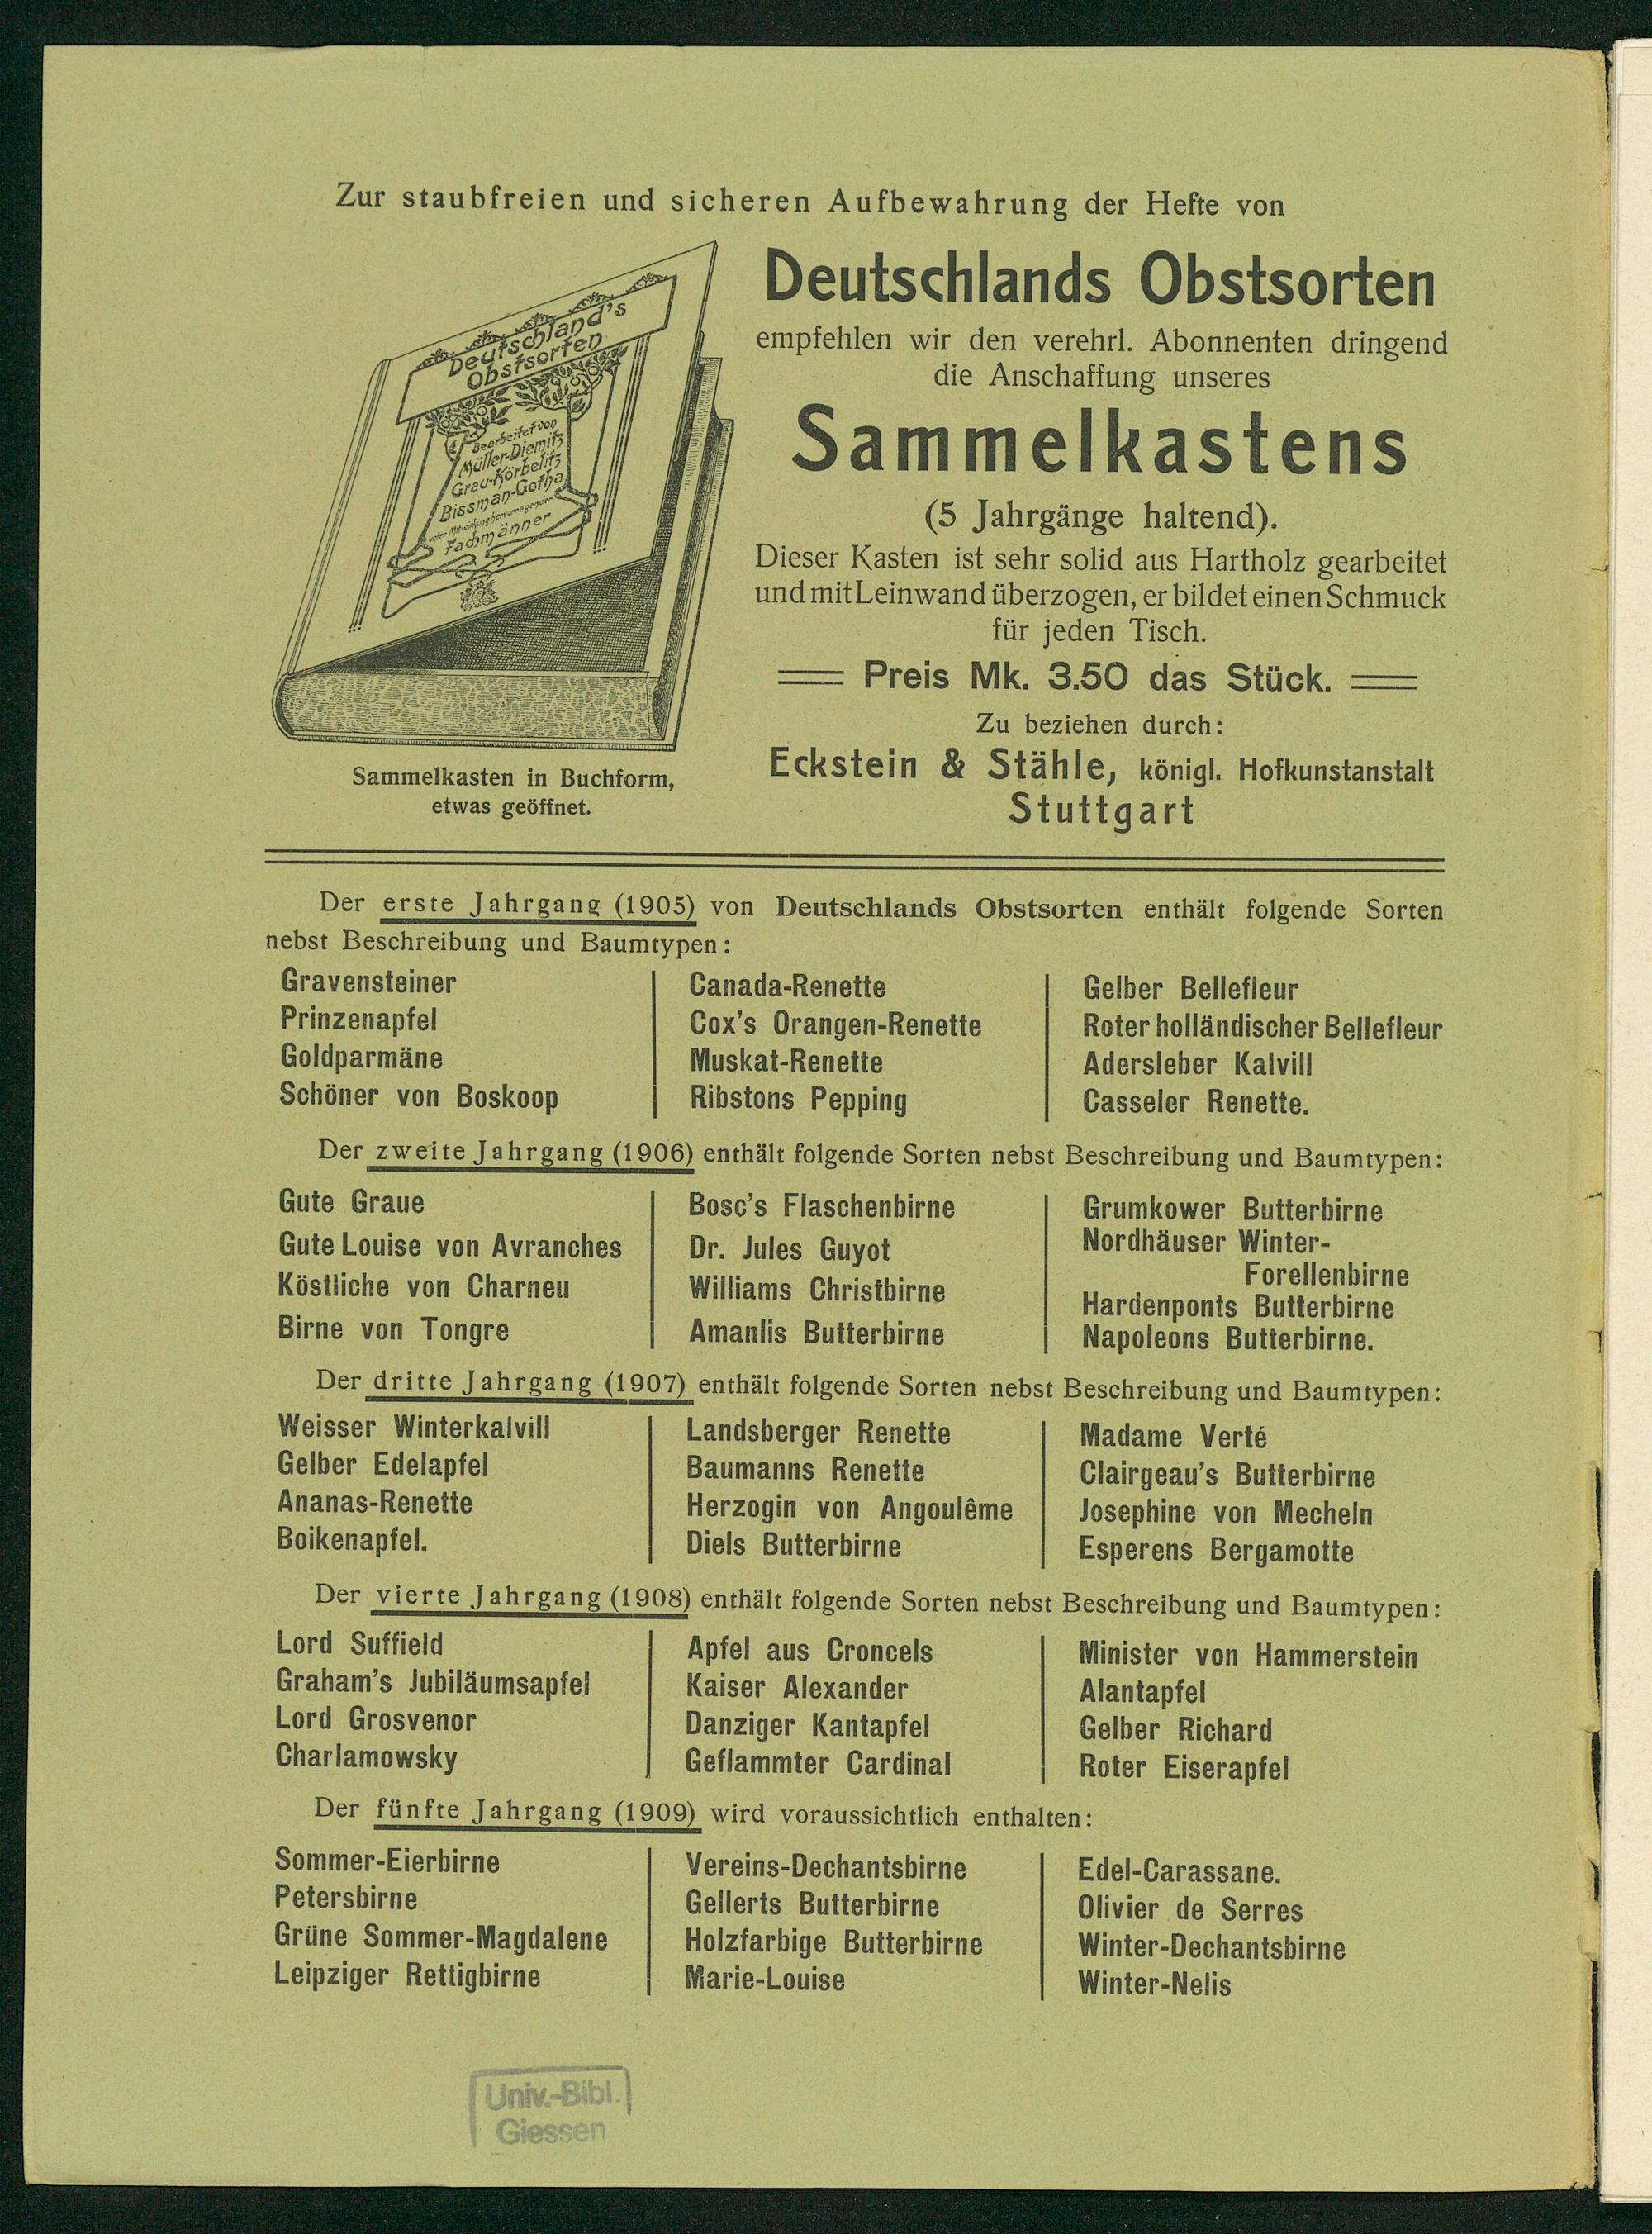 Zur staubfreien und sicheren Aufbewahrung der Hefte von
Deutschland's
Obstsorten
Bearbeitet von
Müller-Diemitz
Grau-Körbelitz
Bissman-Gotha
unter Mitwirkung hervorragender
Fachmänner
Sammelkasten in Buchform,
etwas geöffnet.
Deutschlands Obstsorten
empfehlen wir den verehrl. Abonnenten dringend
die Anschaffung unseres
Sammelkastens
(5 Jahrgänge haltend).
Dieser Kasten ist sehr solid aus Hartholz gearbeitet
und mit Leinwand überzogen, er bildet einen Schmuck
für jeden Tisch.
Preis Mk. 3.50 das Stück.
Zu beziehen durch:
Eckstein & Stähle, königl. Hofkunstanstalt
Stuttgart
Der erste Jahrgang (1905) von Deutschlands Obstsorten enthält folgende Sorten
nebst Beschreibung und Baumtypen:
Gravensteiner
Prinzenapfel
Goldparmäne
Schöner von Boskoop
Canada-Renette
Cox's Orangen-Renette
Muskat-Renette
Ribstons Pepping
Gelber Bellefleur
Roter holländischer Bellefleur
Adersleber Kalvill
Casseler Renette.
Der zweite Jahrgang (1906) enthält folgende Sorten nebst Beschreibung und Baumtypen:
Gute Graue
Gute Louise von Avranches
Köstliche von Charneu
Birne von Tongre
Bosc's Flaschenbirne
Dr. Jules Guyot
Williams Christbirne
Amanlis Butterbirne
Grumkower Butterbirne
Nordhäuser Winter-
Forellenbirne
Hardenponts Butterbirne
Napoleons Butterbirne.
Der dritte Jahrgang (1907) enthält folgende Sorten nebst Beschreibung und Baumtypen:
Weisser Winterkalvill
Gelber Edelapfel
Ananas-Renette
Boikenapfel.
Landsberger Renette
Baumanns Renette
Herzogin von Angoulême
Diels Butterbirne
Madame Verté
Clairgeau's Butterbirne
Josephine von Mecheln
Esperens Bergamotte
Der vierte Jahrgang (1908) enthält folgende Sorten nebst Beschreibung und Baumtypen:
Lord Suffield
Graham's Jubiläumsapfel
Lord Grosvenor
Charlamowsky
Apfel aus Croncels
Kaiser Alexander
Danziger Kantapfel
Geflammter Cardinal
Minister von Hammerstein
Alantapfel
Gelber Richard
Roter Eiserapfel
Der fünfte Jahrgang (1909) wird voraussichtlich enthalten:
Sommer-Eierbirne
Petersbirne
Grüne Sommer-Magdalene
Leipziger Rettigbirne
Vereins-Dechantsbirne
Gellerts Butterbirne
Holzfarbige Butterbirne
Marie-Louise
Edel-Carassane.
Olivier de Serres
Winter-Dechantsbirne
Winter-Nelis
Univ.-Bibl.
Giessen